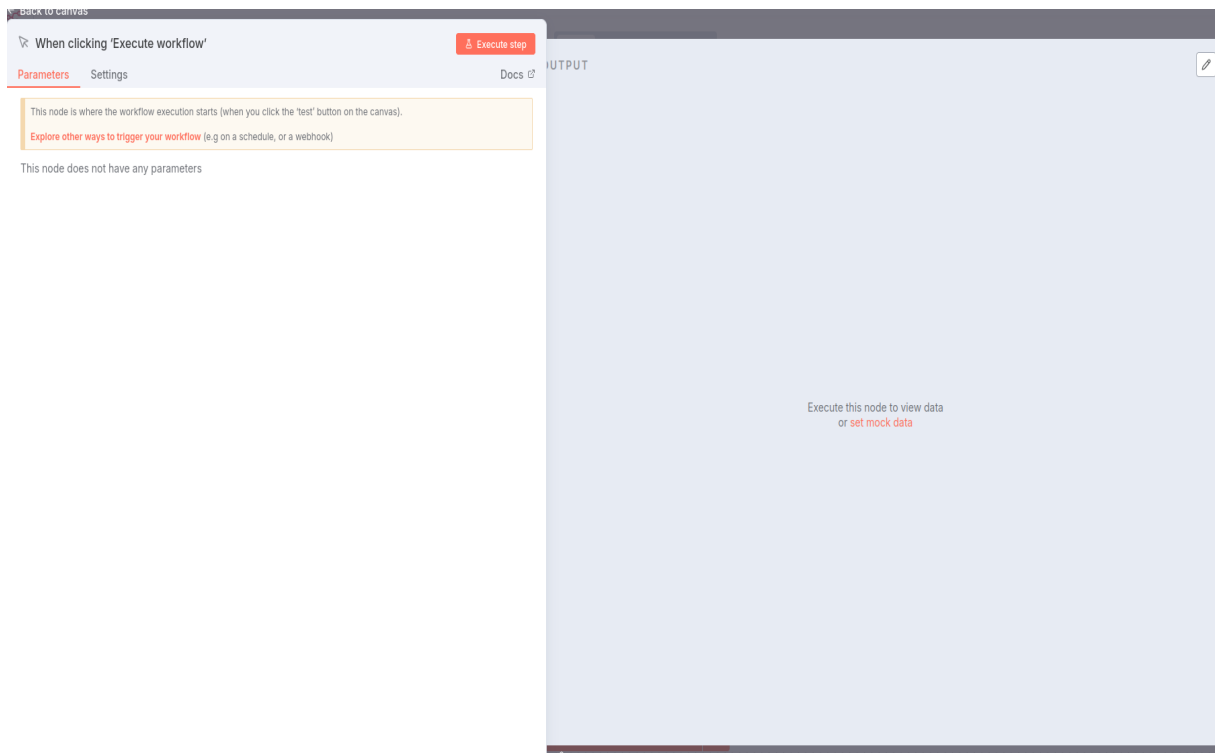 Back to canvas
When clicking ‘Execute workflow’
Execute step
Parameters
Settings
Docs
OUTPUT
This node is where the workflow execution starts (when you click the ‘test’ button on the canvas).
Explore other ways to trigger your workflow (e.g on a schedule, or a webhook)
This node does not have any parameters
Execute this node to view data
or set mock data